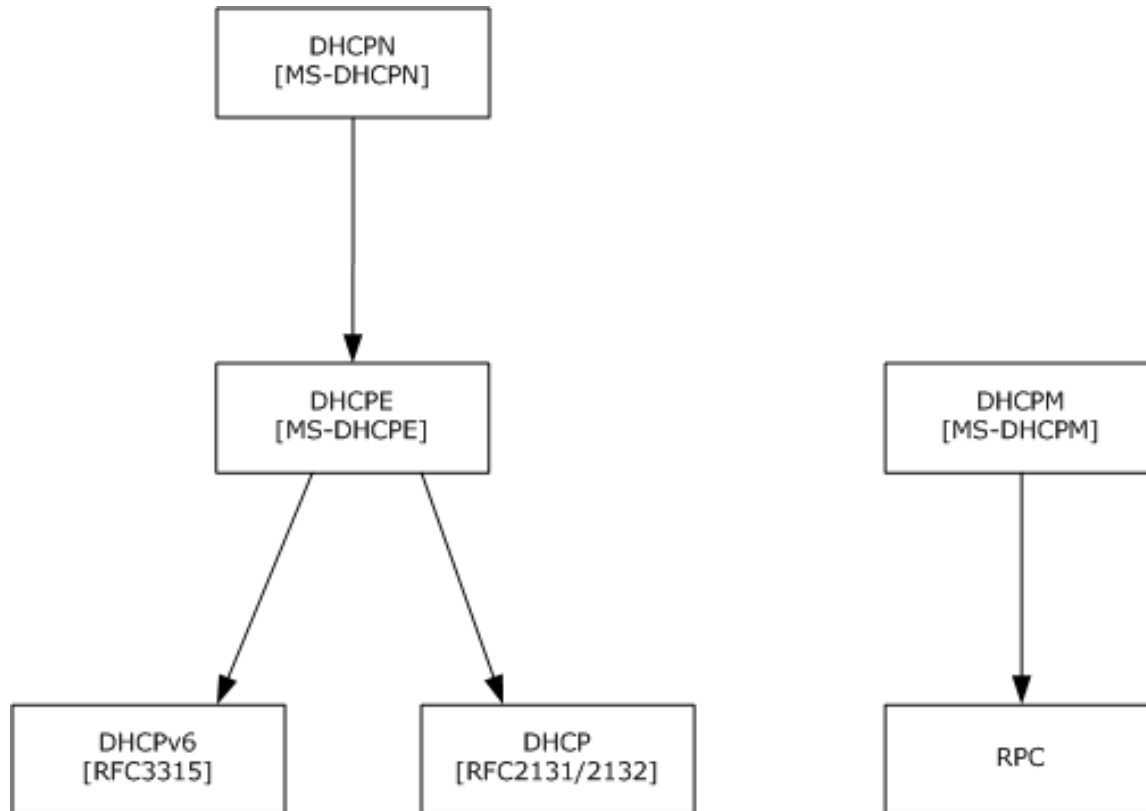 DHCPN
[MS-DHCPN]
DHCPE
[MS-DHCPE]
DHCPM
[MS-DHCPM]
DHCPv6
[RFC3315]
DHCP
[RFC2131/2132]
RPC